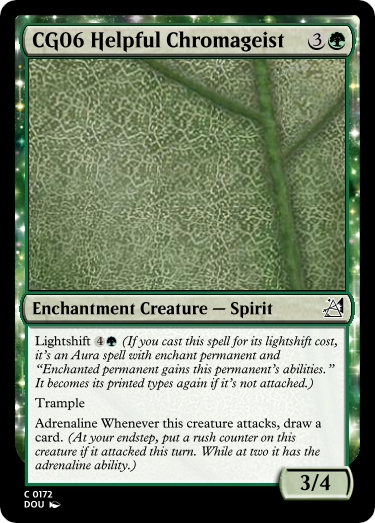 CG06 Helpful Chromageist 3
Enchantment Creature — Spirit
Lightshift 4 (If you cast this spell for its lightshift cost,
it's an Aura spell with enchant permanent and
“Enchanted permanent gains this permanent's abilities.”
It becomes its printed types again if it's not attached.)
Trample
Adrenaline Whenever this creature attacks, draw a
card. (At your endstep, put a rush counter on this
creature if it attacked this turn. While at two it has the
adrenaline ability.)
3/4
C 0172
DOU